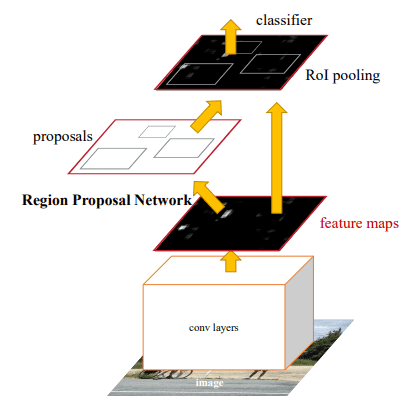 classifier
RoI pooling
proposals
Region Proposal Network
feature maps
conv layers
image